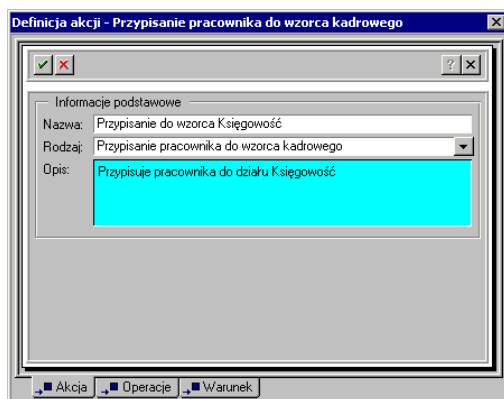 Definicja akcji - Przypisanie pracownika do wzorca kadrowego
?
Informacje podstawowe
Nazwa: Przypisanie do wzorca Księgowość
Rodzaj: Przypisanie pracownika do wzorca kadrowego
Opis: Przypisuje pracownika do działu Księgowość
Akcja Operacje Warunek